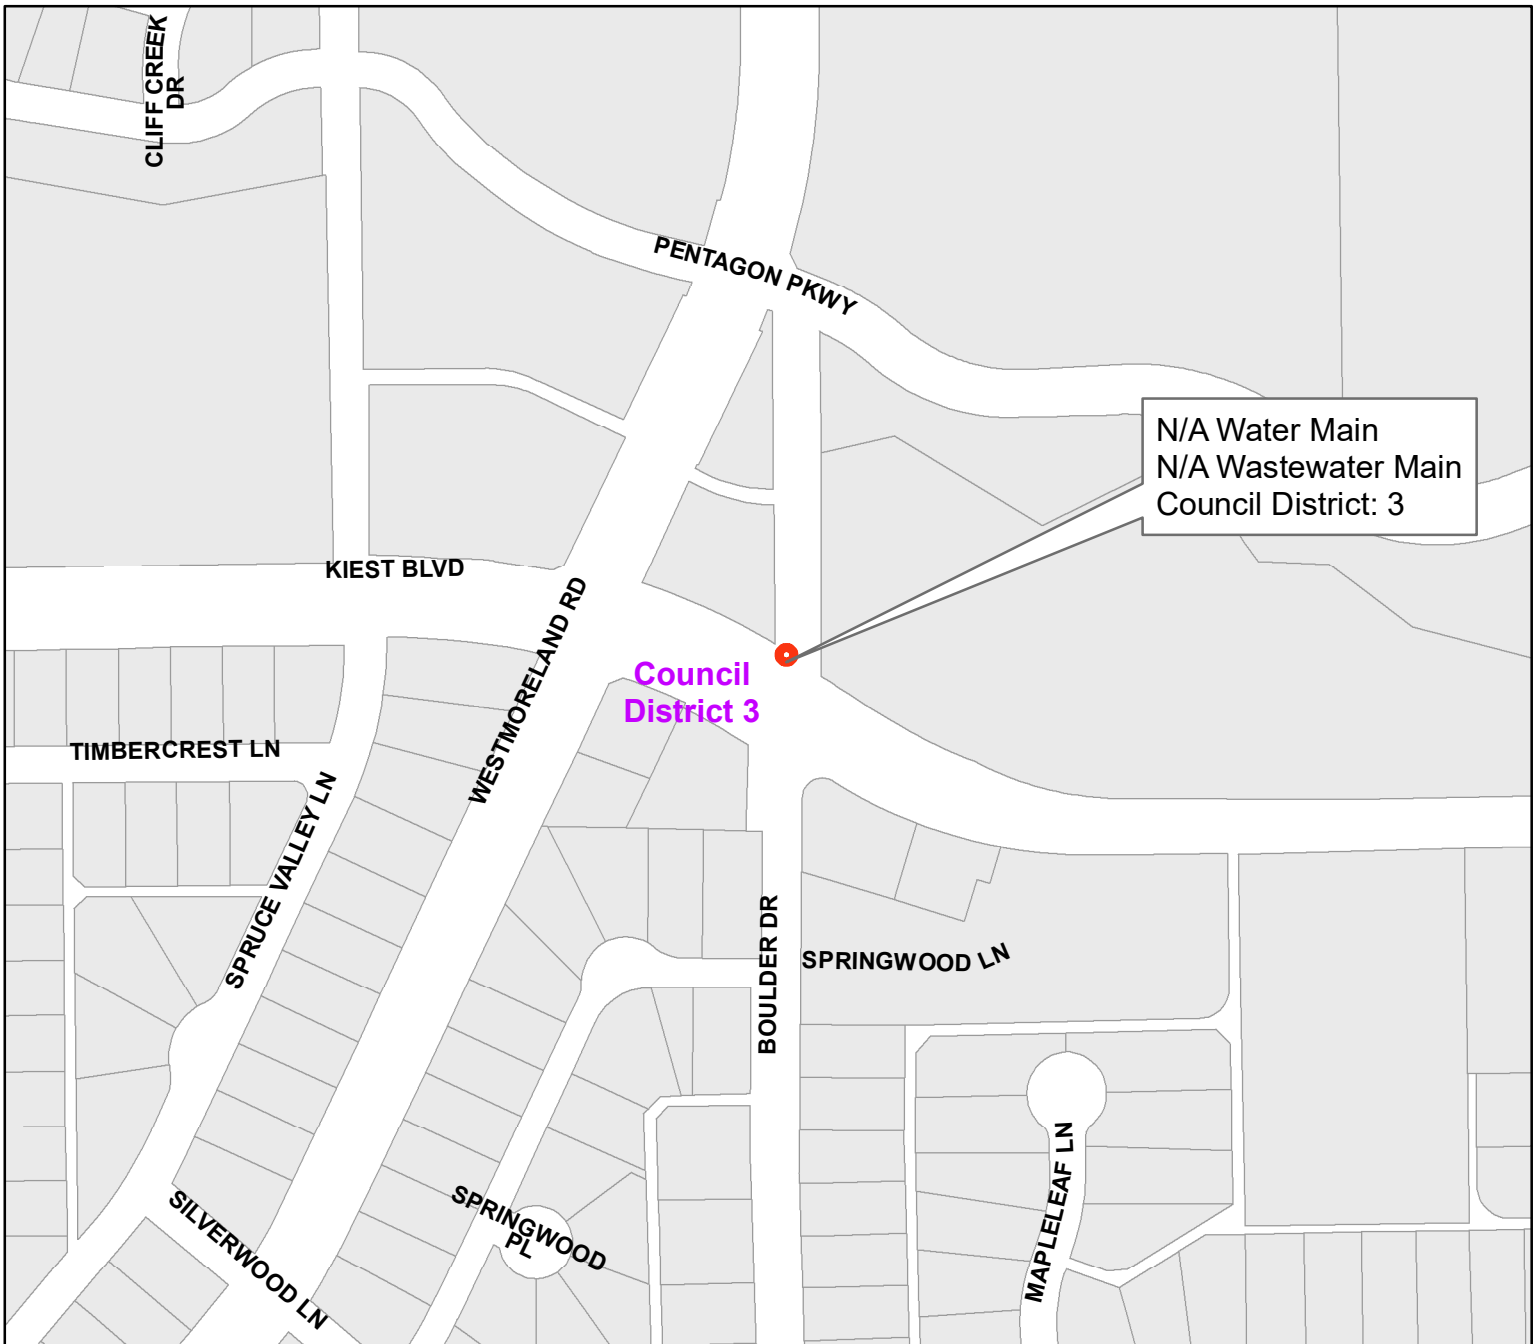 CLIFF CREEK
DR
PENTAGON PKWY
N/A Water Main
N/A Wastewater Main
Council District: 3
KIEST BLVD
WESTMORELAND RD
Council
District 3
TIMBERCREST LN
SPRUCE VALLEY LN
BOULDER DR
SPRINGWOOD LN
MAPLELEAF LN
SPRINGWOOD
PL
SILVERWOOD LN